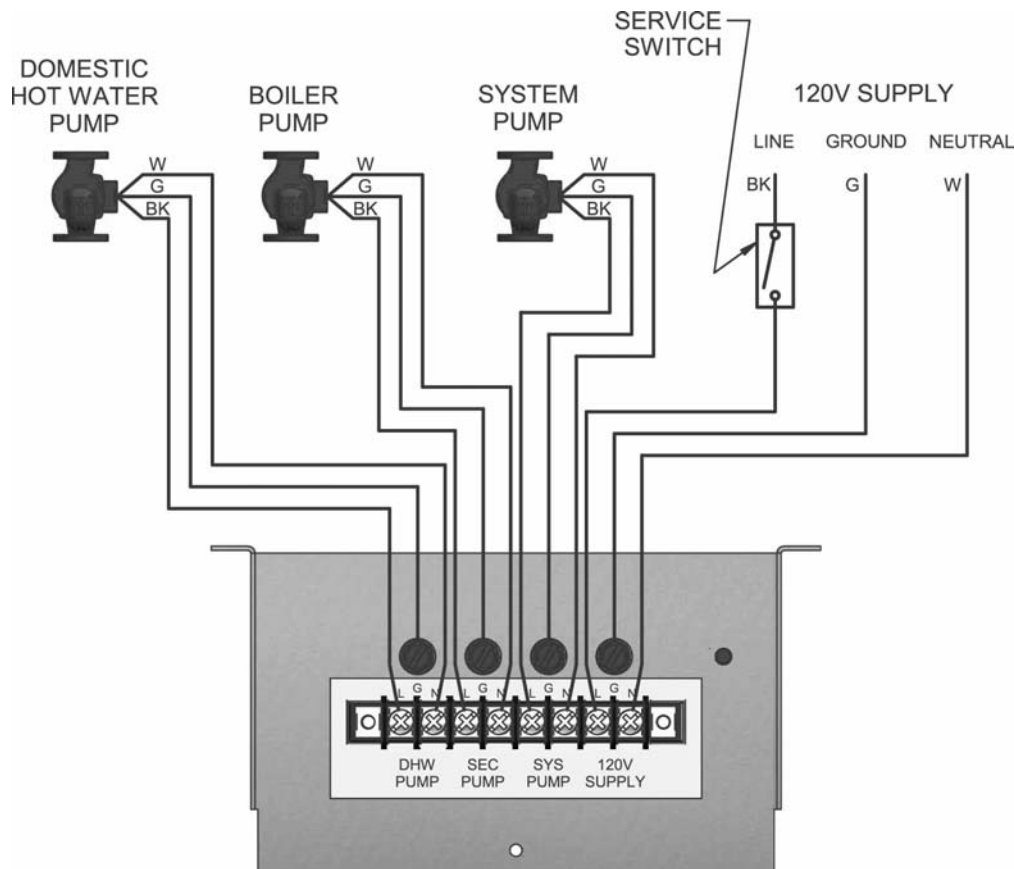 SERVICE
SWITCH
DOMESTIC
HOT WATER
PUMP
BOILER
PUMP
SYSTEM
PUMP
120V SUPPLY
LINE GROUND NEUTRAL
W
G
BK
W
G
BK
W
G
BK
BK G W
L G N L G N L G N L G N
DHW
PUMP
SEC
PUMP
SYS
PUMP
120V
SUPPLY